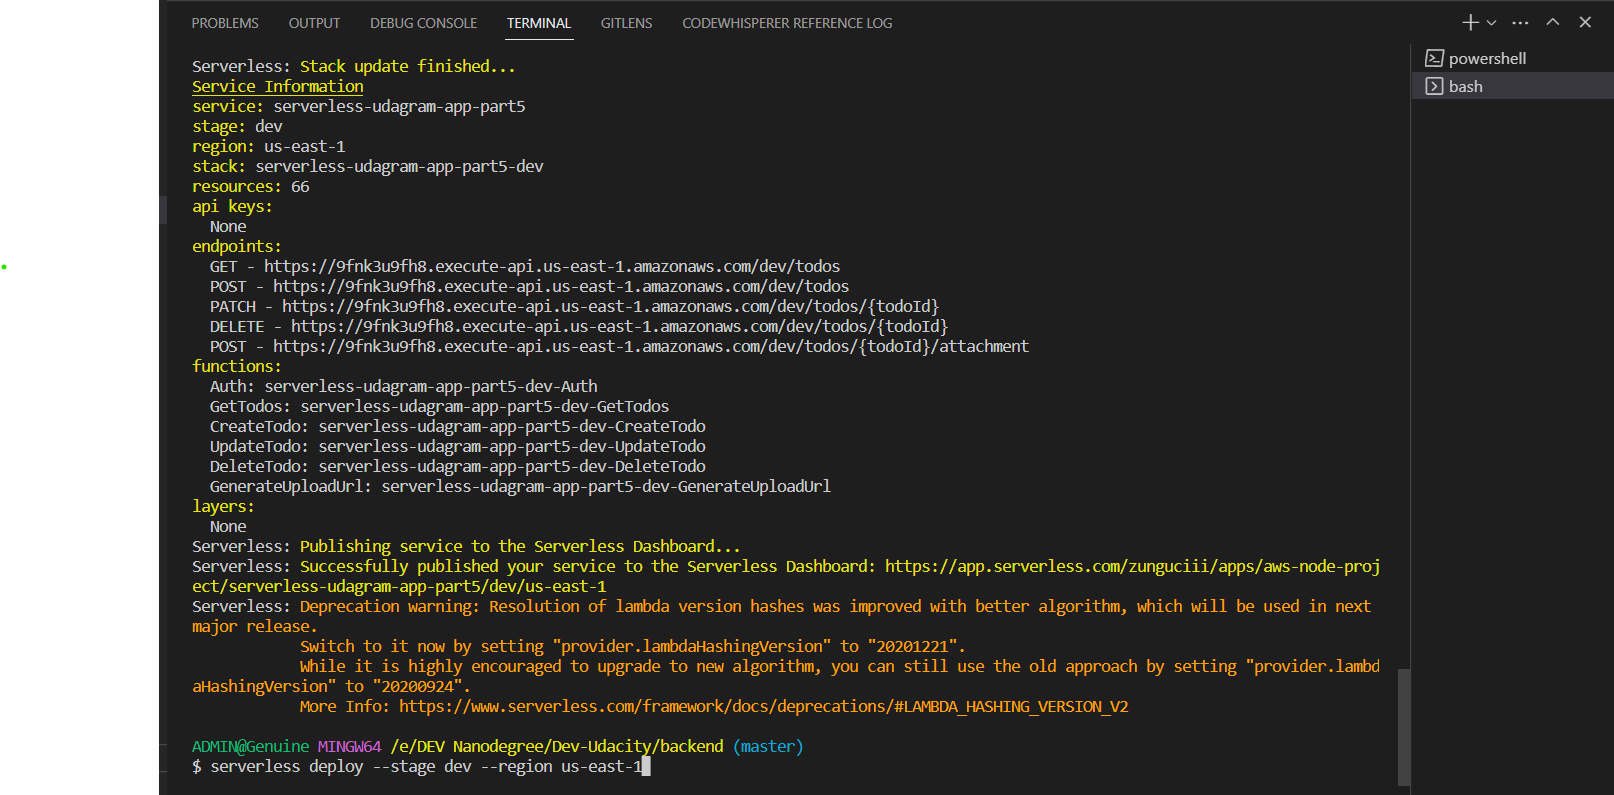 PROBLEMS OUTPUT DEBUG CONSOLE TERMINAL GITLENS CODEWHISPERER REFERENCE LOG
powershell
bash
Serverless: Stack update finished...
Service Information
service: serverless-udagram-app-part5
stage: dev
region: us-east-1
stack: serverless-udagram-app-part5-dev
resources: 66
api keys:
  None
endpoints:
  GET - https://9fnk3u9fh8.execute-api.us-east-1.amazonaws.com/dev/todos
  POST - https://9fnk3u9fh8.execute-api.us-east-1.amazonaws.com/dev/todos
  PATCH - https://9fnk3u9fh8.execute-api.us-east-1.amazonaws.com/dev/todos/{todoId}
  DELETE - https://9fnk3u9fh8.execute-api.us-east-1.amazonaws.com/dev/todos/{todoId}
  POST - https://9fnk3u9fh8.execute-api.us-east-1.amazonaws.com/dev/todos/{todoId}/attachment
functions:
  Auth: serverless-udagram-app-part5-dev-Auth
  GetTodos: serverless-udagram-app-part5-dev-GetTodos
  CreateTodo: serverless-udagram-app-part5-dev-CreateTodo
  UpdateTodo: serverless-udagram-app-part5-dev-UpdateTodo
  DeleteTodo: serverless-udagram-app-part5-dev-DeleteTodo
  GenerateUploadUrl: serverless-udagram-app-part5-dev-GenerateUploadUrl
layers:
  None
Serverless: Publishing service to the Serverless Dashboard...
Serverless: Successfully published your service to the Serverless Dashboard: https://app.serverless.com/zunguciii/apps/aws-node-proj
ect/serverless-udagram-app-part5/dev/us-east-1
Serverless: Deprecation warning: Resolution of lambda version hashes was improved with better algorithm, which will be used in next
major release.
            Switch to it now by setting "provider.lambdaHashingVersion" to "20201221".
            While it is highly encouraged to upgrade to new algorithm, you can still use the old approach by setting "provider.lambd
aHashingVersion" to "20200924".
            More Info: https://www.serverless.com/framework/docs/deprecations/#LAMBDA_HASHING_VERSION_V2
ADMIN@Genuine MINGW64 /e/DEV Nanodegree/Dev-Udacity/backend (master)
$ serverless deploy --stage dev --region us-east-1